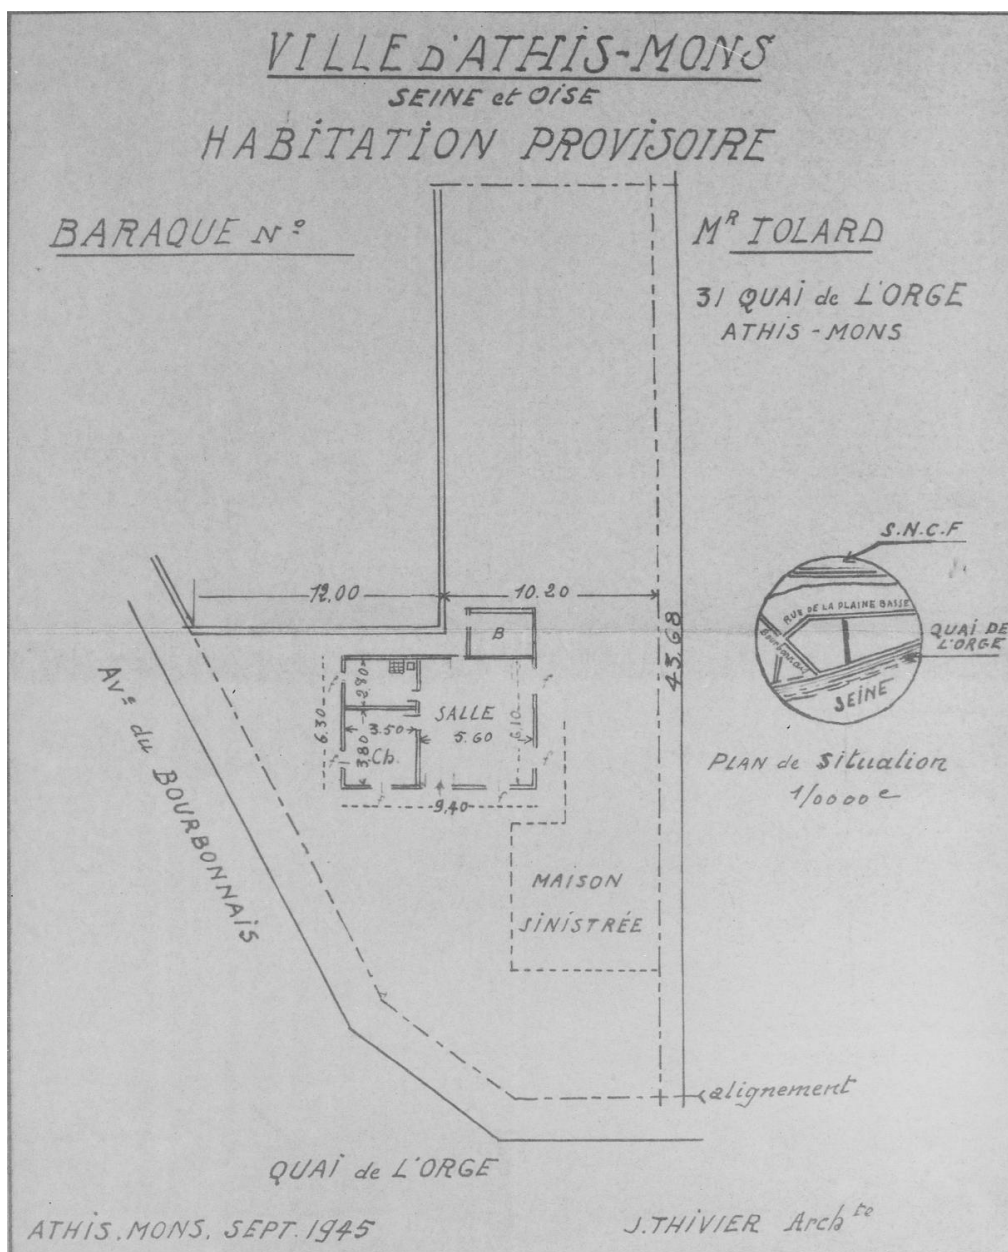 VILLE D'ATHIS-MONS
SEINE et OISE
HABITATION PROVISOIRE
BARAQUE N°
MR TOLARD
31 QUAI de L'ORGE
ATHIS - MONS
S.N.C.F
RUE DE LA PLAINE BASSE
Bourbonnais
QUAI DE
L'ORGE
SEINE
PLAN de Situation
1/0000e
12.00
10.20
43.68
B
f
2.80
f
6.30
SALLE
5.60
6.10
3.50
3.80
Ch.
f
f
f
f
9.40
AVe du BOURBONNAIS
MAISON
SINISTRÉE
alignement
QUAI de L'ORGE
ATHIS.MONS. SEPT. 1945
J.THIVIER Archte